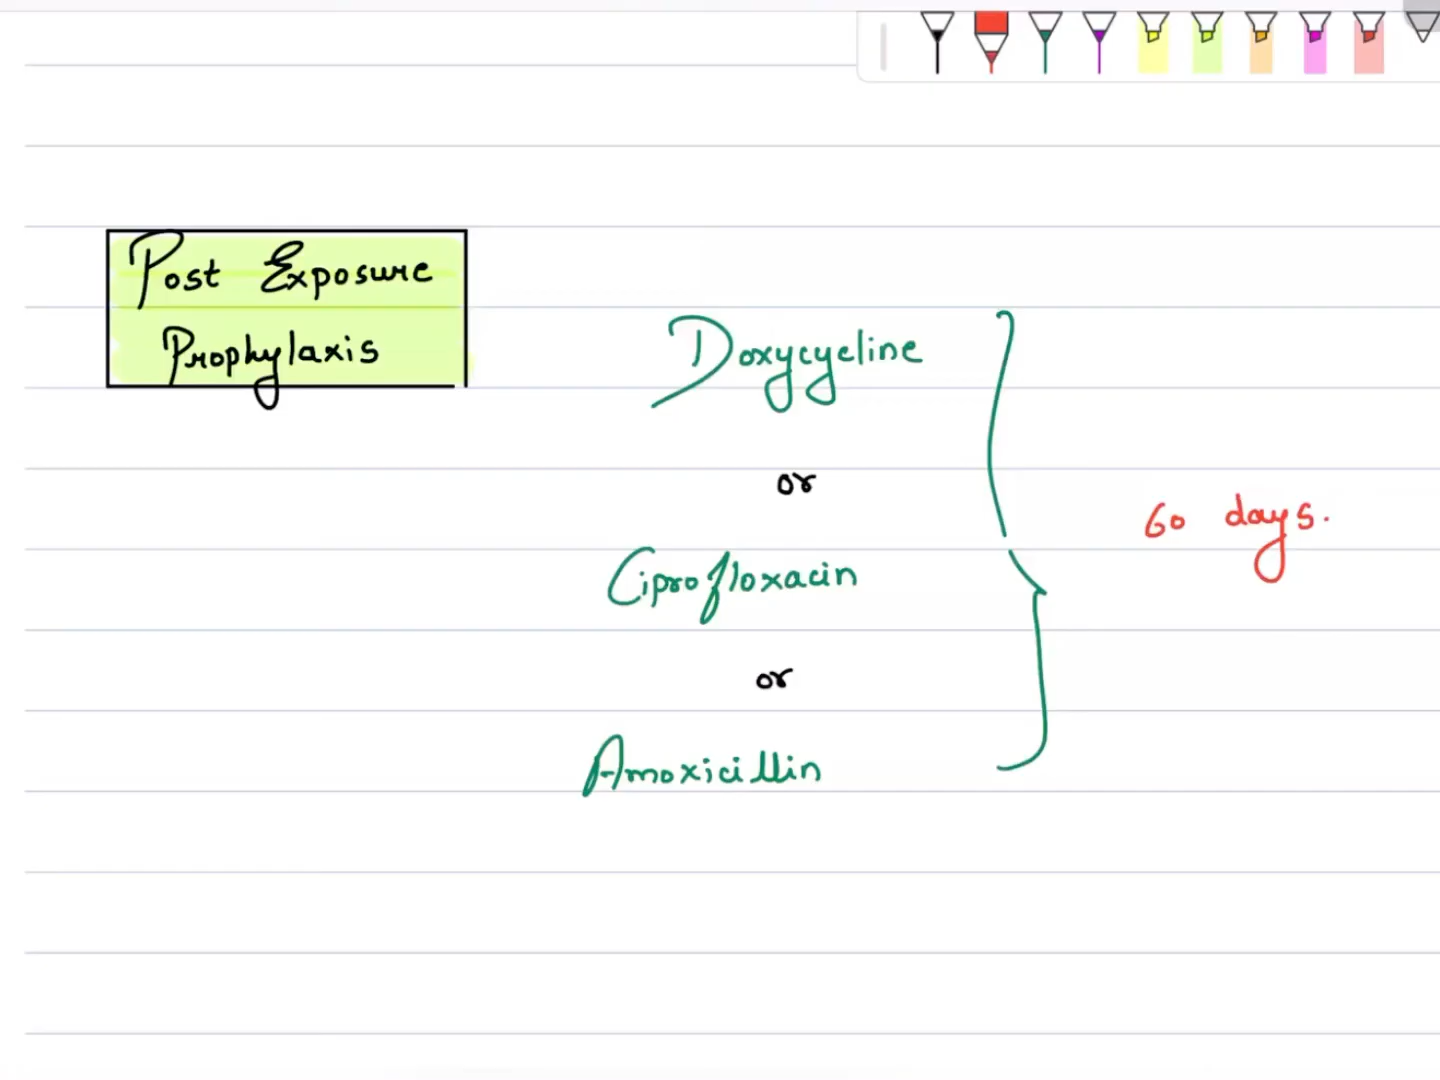 Post Exposure
Prophylaxis
Doxycycline
or
Ciprofloxacin
or
Amoxicillin
60 days.